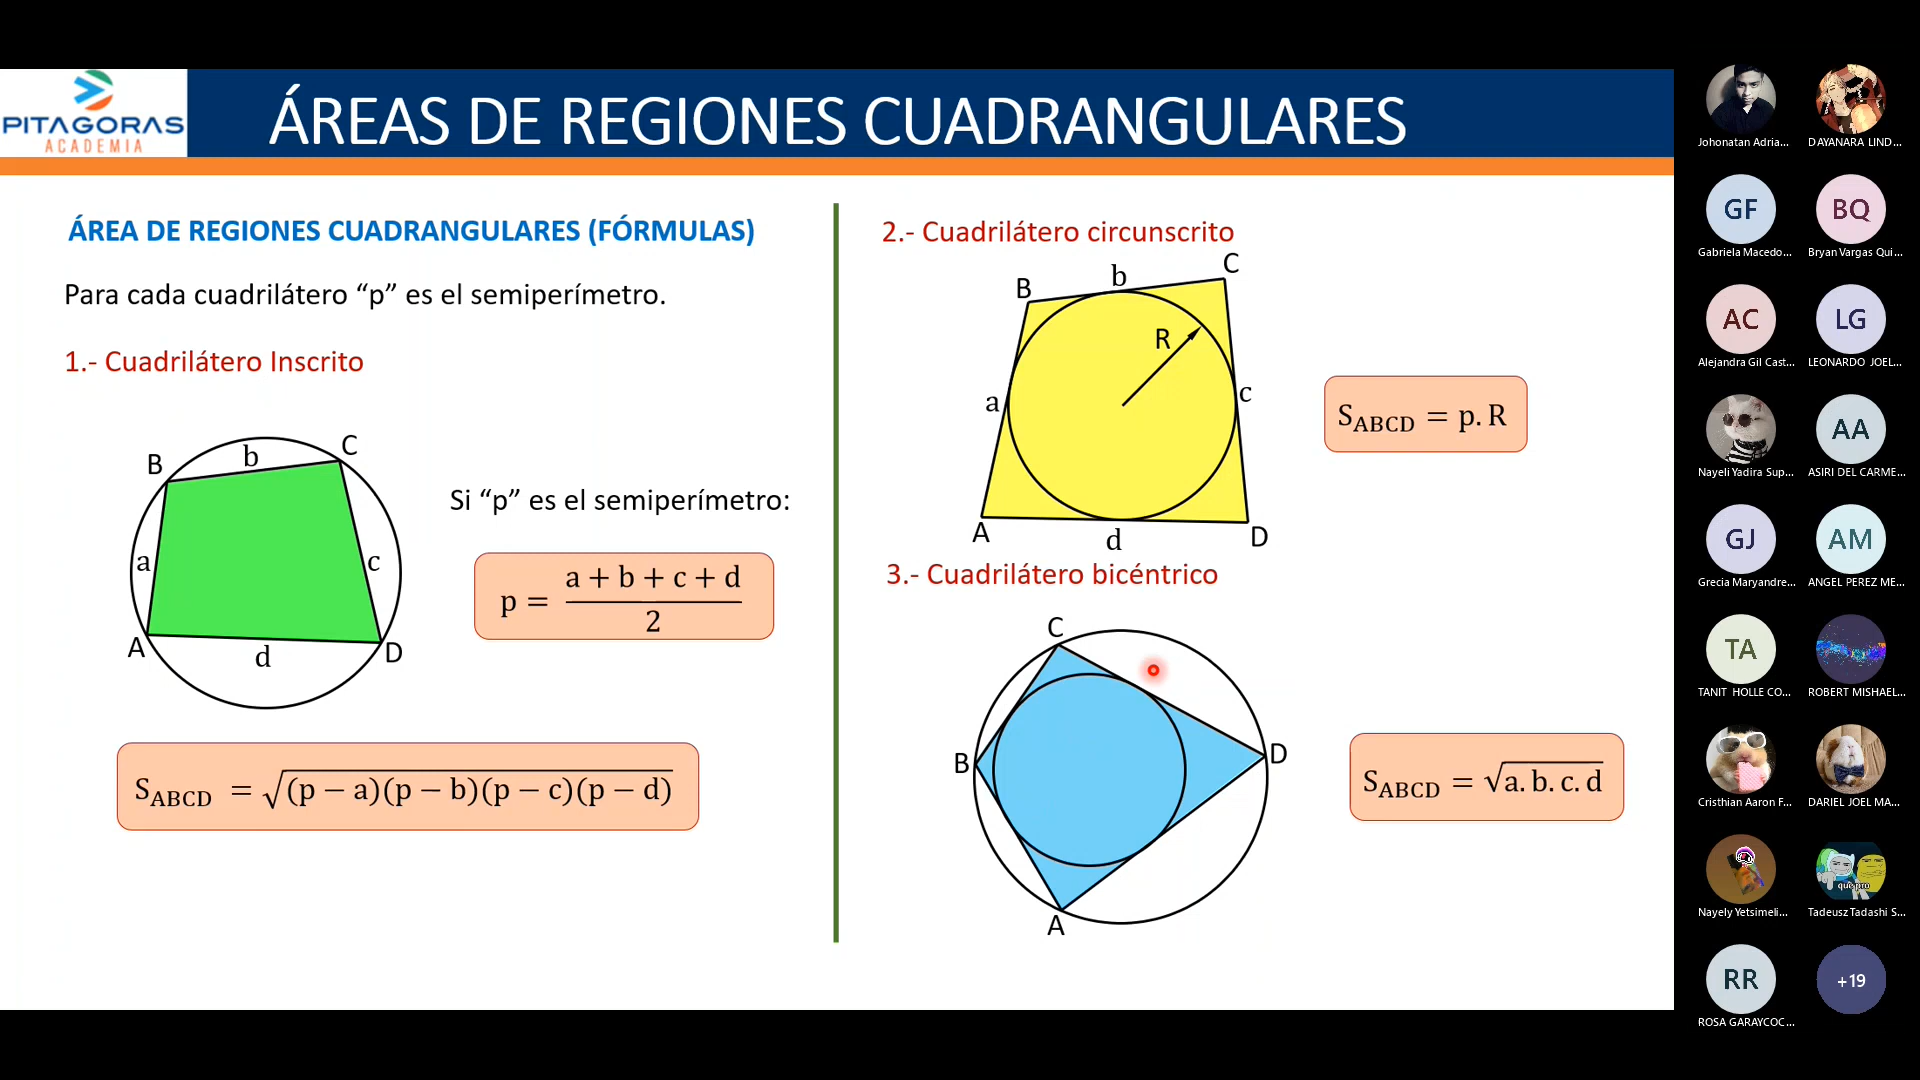 PITAGORAS
ACADEMIA
ÁREAS DE REGIONES CUADRANGULARES
ÁREA DE REGIONES CUADRANGULARES (FÓRMULAS)
Para cada cuadrilátero “p” es el semiperímetro.
1.- Cuadrilátero Inscrito
B
b
C
a
c
A
d
D
Si “p” es el semiperímetro:
p = a + b + c + d
2
S_ABCD = √(p − a)(p − b)(p − c)(p − d)
2.- Cuadrilátero circunscrito
B
b
C
R
a
c
A
d
D
S_ABCD = p. R
3.- Cuadrilátero bicéntrico
C
B
D
A
S_ABCD = √a. b. c. d
Johonatan Adria...
DAYANARA LIND...
GF
BQ
Gabriela Macedo...
Bryan Vargas Qui...
AC
LG
Alejandra Gil Cast...
LEONARDO JOEL...
AA
Nayeli Yadira Sup...
ASIRI DEL CARME...
GJ
AM
Grecia Maryandre...
ANGEL PEREZ ME...
TA
TANIT HOLLE CO...
ROBERT MISHAEL...
Cristhian Aaron F...
DARIEL JOEL MA...
que pro
Nayely Yetsimeli...
Tadeusz Tadashi S...
RR
+19
ROSA GARAYCOC...